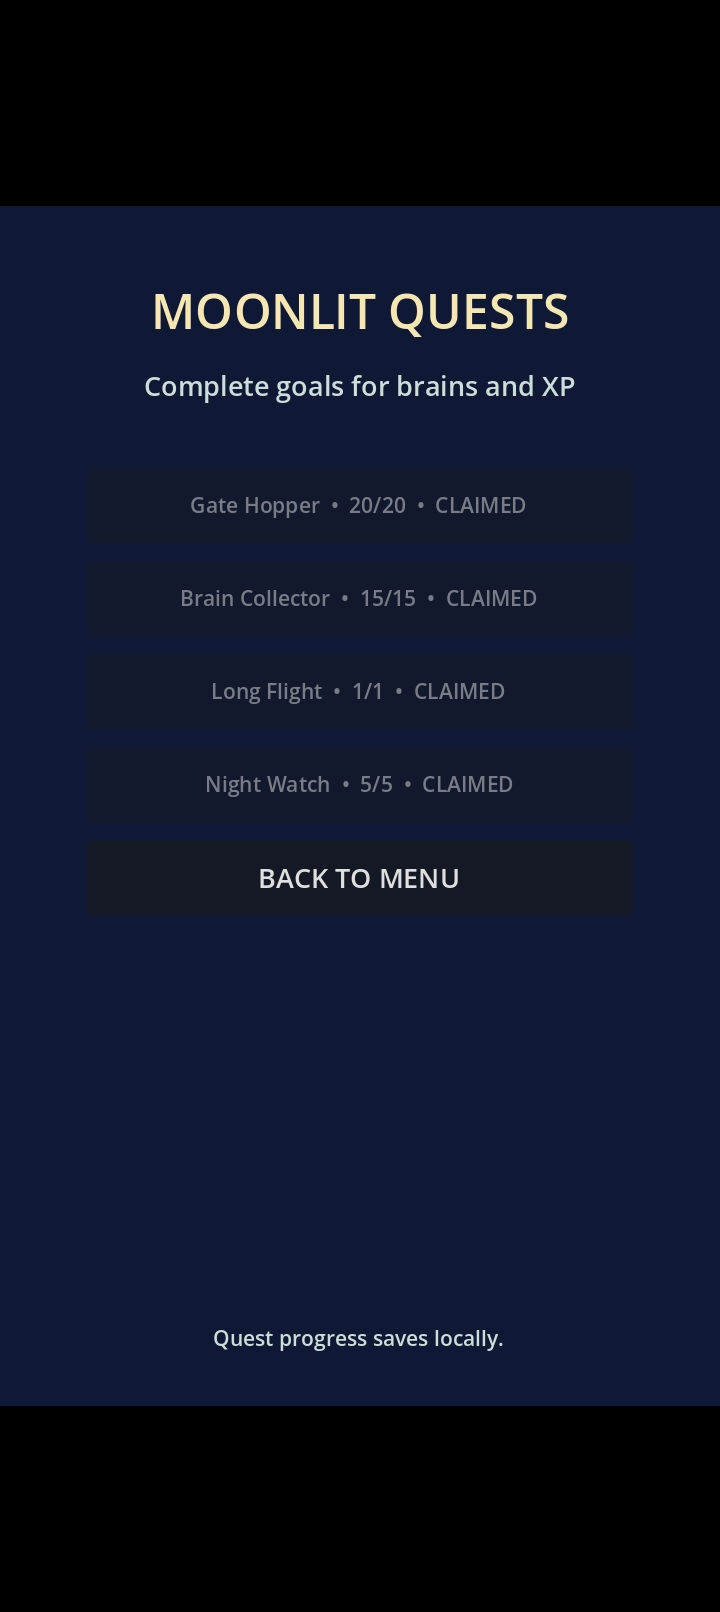 MOONLIT QUESTS
Complete goals for brains and XP
Gate Hopper • 20/20 • CLAIMED
Brain Collector • 15/15 • CLAIMED
Long Flight • 1/1 • CLAIMED
Night Watch • 5/5 • CLAIMED
BACK TO MENU
Quest progress saves locally.